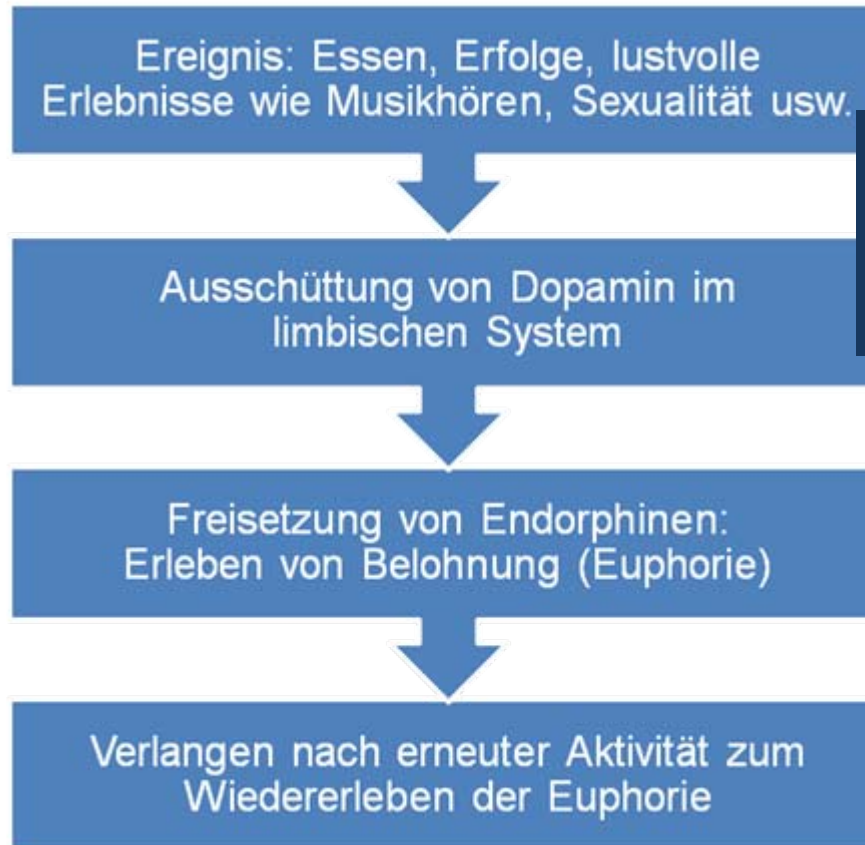 Ereignis: Essen, Erfolge, lustvolle
Erlebnisse wie Musikhören, Sexualität usw.
Ausschüttung von Dopamin im
limbischen System
Freisetzung von Endorphinen:
Erleben von Belohnung (Euphorie)
Verlangen nach erneuter Aktivität zum
Wiedererleben der Euphorie